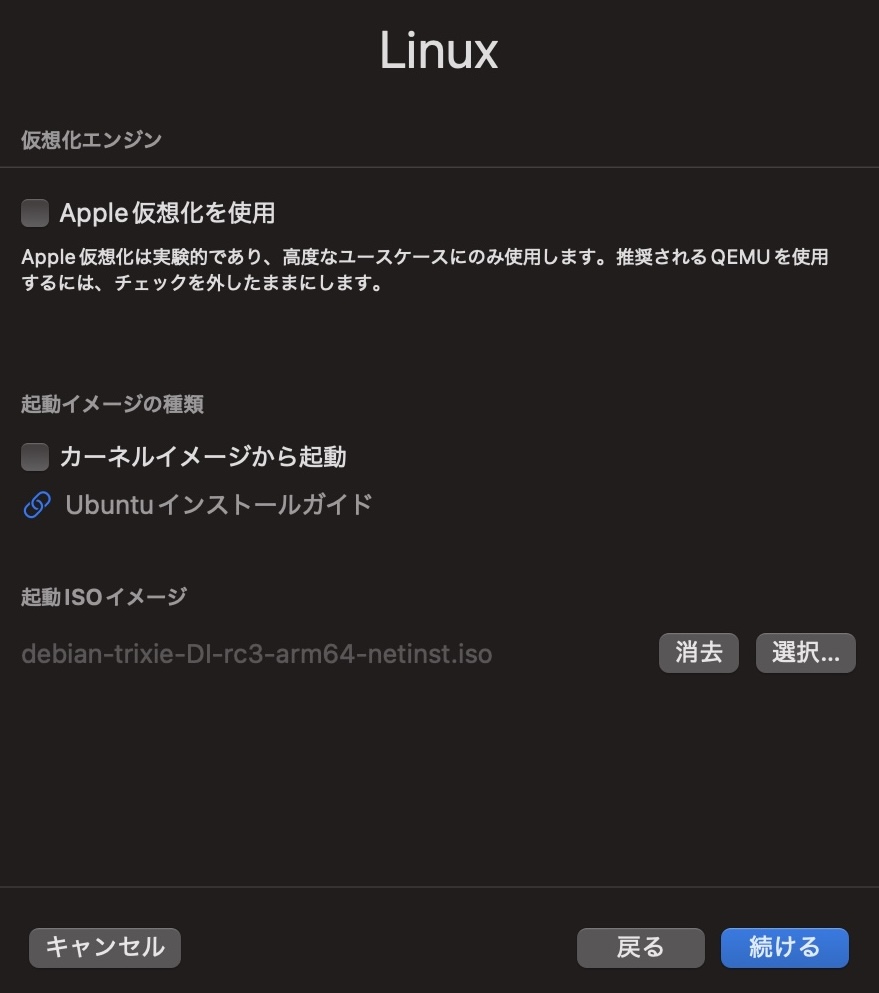 Linux
仮想化エンジン
Apple仮想化を使用
Apple仮想化は実験的であり、高度なユースケースにのみ使用します。推奨されるQEMUを使用
するには、チェックを外したままにします。
起動イメージの種類
カーネルイメージから起動
Ubuntuインストールガイド
起動ISOイメージ
debian-trixie-DI-rc3-arm64-netinst.iso
消去
選択...
キャンセル
戻る
続ける